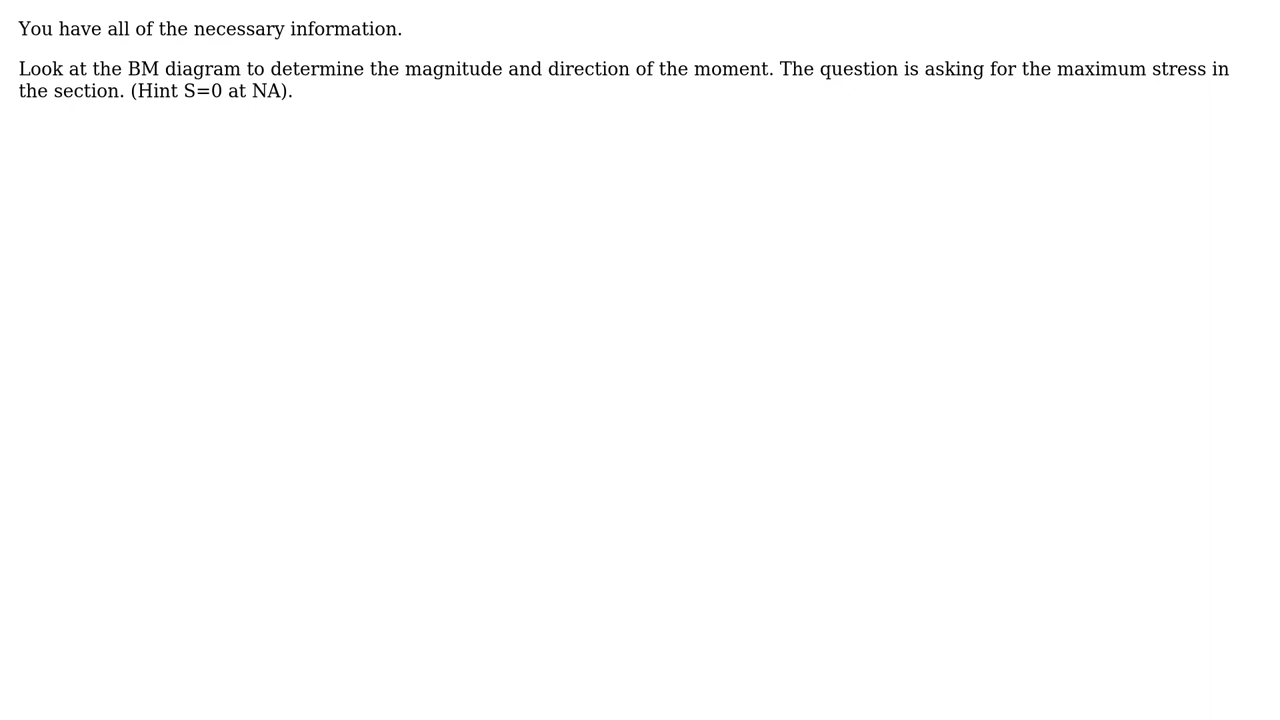 You have all of the necessary information.
Look at the BM diagram to determine the magnitude and direction of the moment. The question is asking for the maximum stress in
the section. (Hint S=0 at NA).